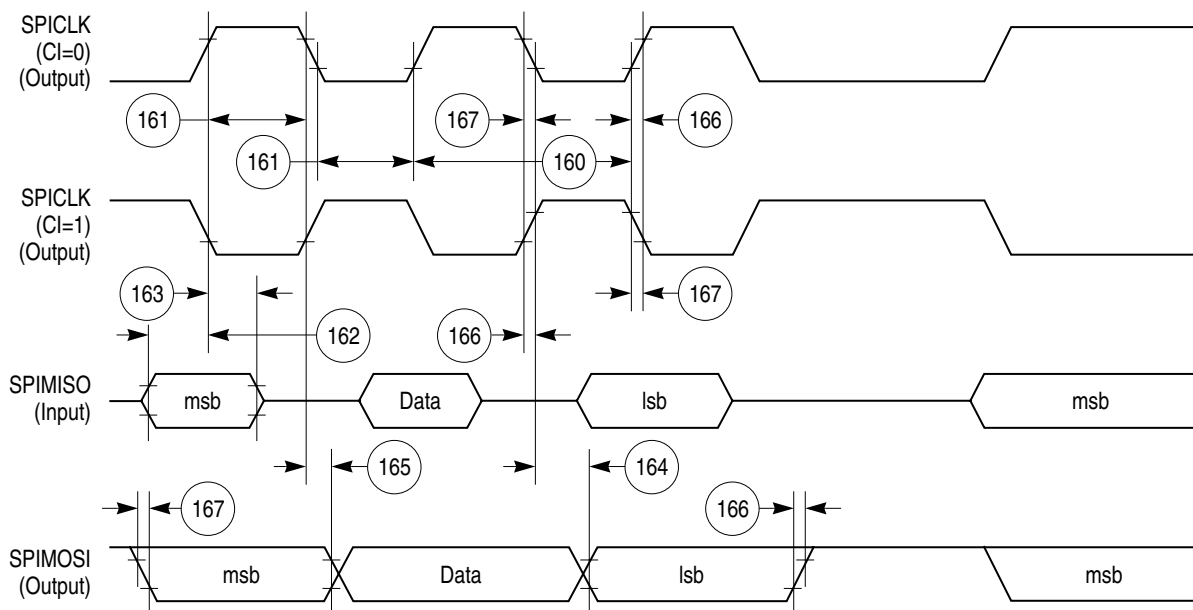 SPICLK
(CI=0)
(Output)
161
167
166
161
160
SPICLK
(CI=1)
(Output)
163
167
162
166
SPIMISO
(Input)
msb
Data
lsb
msb
165
164
167
166
SPIMOSI
(Output)
msb
Data
lsb
msb